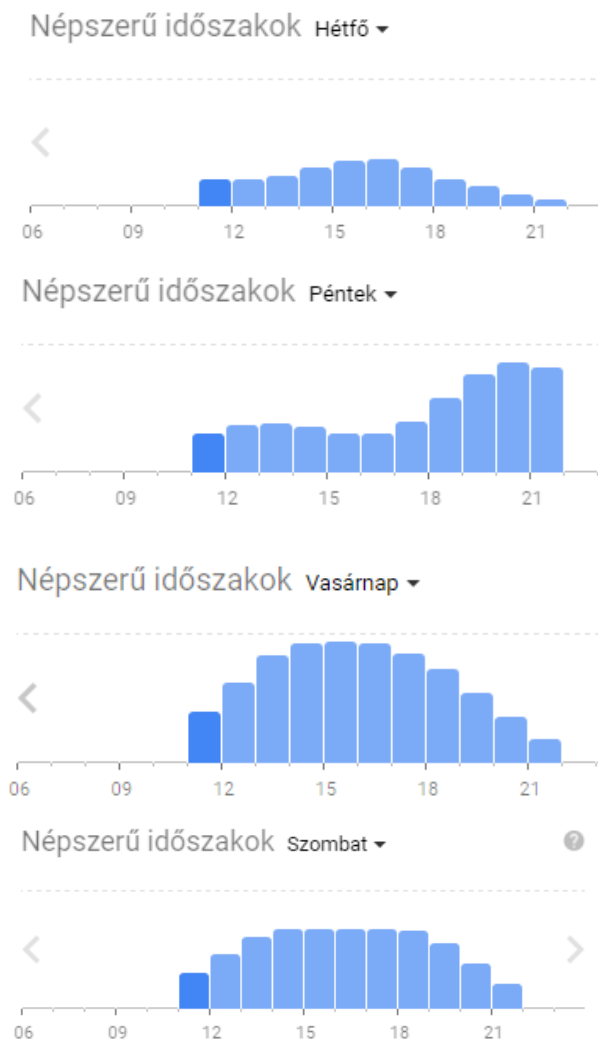 Népszerű időszakok Hétfő
06 09 12 15 18 21
Népszerű időszakok Péntek
06 09 12 15 18 21
Népszerű időszakok Vasárnap
06 09 12 15 18 21
Népszerű időszakok Szombat ?
06 09 12 15 18 21